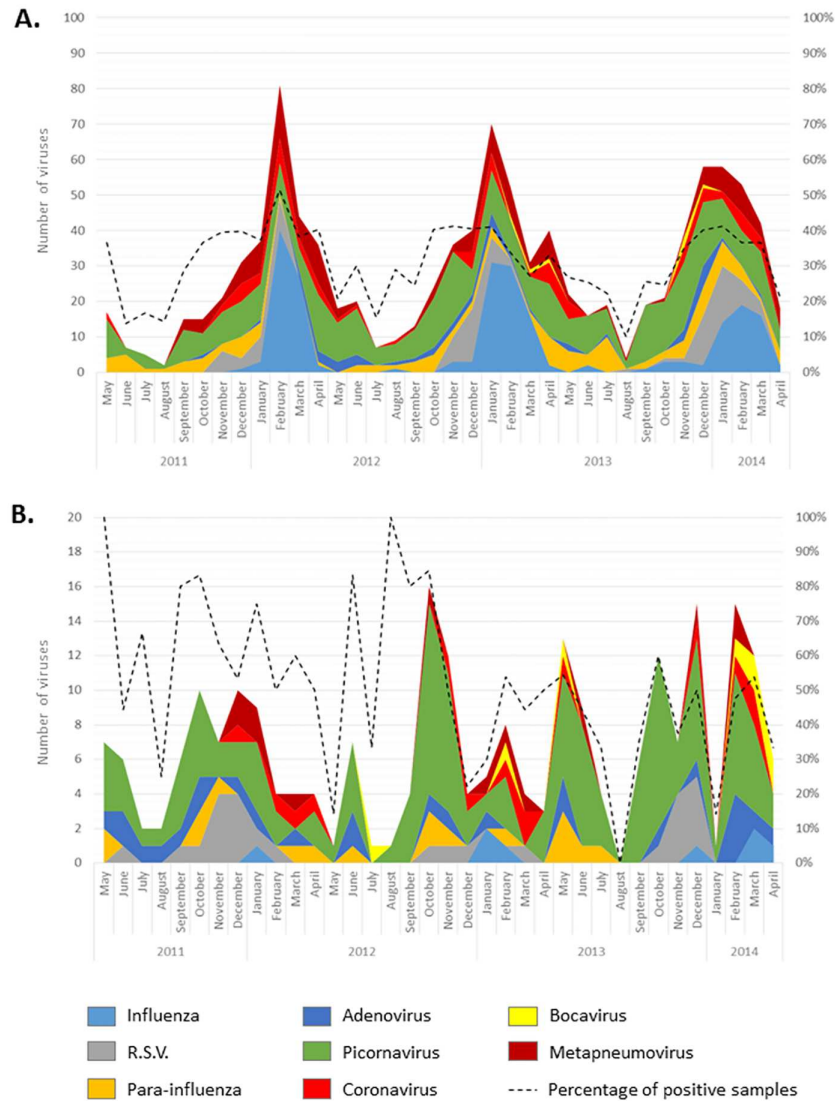 A.
100 100%
90 90%
80 80%
70 70%
60 60%
50 50%
40 40%
30 30%
20 20%
10 10%
0 0%
Number of viruses
May June July August September October November December January February March April May June July August September October November December January February March April May June July August September October November December January February March April
2011 2012 2013 2014
B.
20 100%
18 90%
16 80%
14 70%
12 60%
10 50%
8 40%
6 30%
4 20%
2 10%
0 0%
Number of viruses
May June July August September October November December January February March April May June July August September October November December January February March April May June July August September October November December January February March April
2011 2012 2013 2014
Influenza Adenovirus Bocavirus
R.S.V. Picornavirus Metapneumovirus
Para-influenza Coronavirus Percentage of positive samples